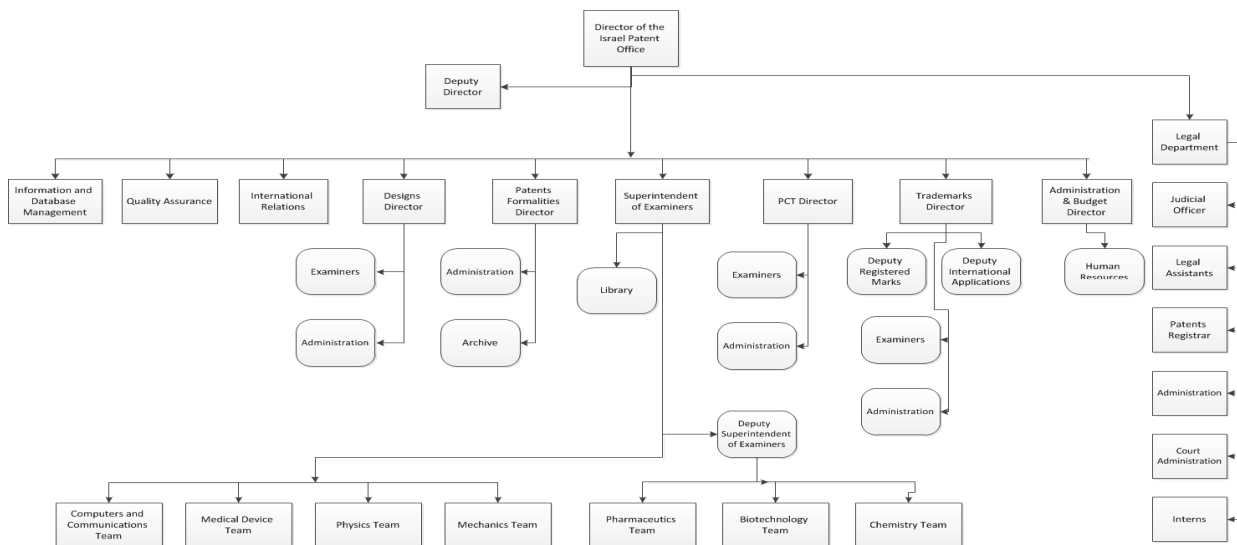 Director of the
Israel Patent
Office
Deputy
Director
Legal
Department
Information and
Database
Management
Quality Assurance
International
Relations
Designs
Director
Patents
Formalities
Director
Superintendent
of Examiners
PCT Director
Trademarks
Director
Administration
& Budget
Director
Judicial
Officer
Examiners
Administration
Library
Examiners
Deputy
Registered
Marks
Deputy
International
Applications
Human
Resources
Legal
Assistants
Administration
Archive
Administration
Examiners
Patents
Registrar
Administration
Administration
Deputy
Superintendent
of Examiners
Court
Administration
Computers and
Communications
Team
Medical Device
Team
Physics Team
Mechanics Team
Pharmaceutics
Team
Biotechnology
Team
Chemistry Team
Interns